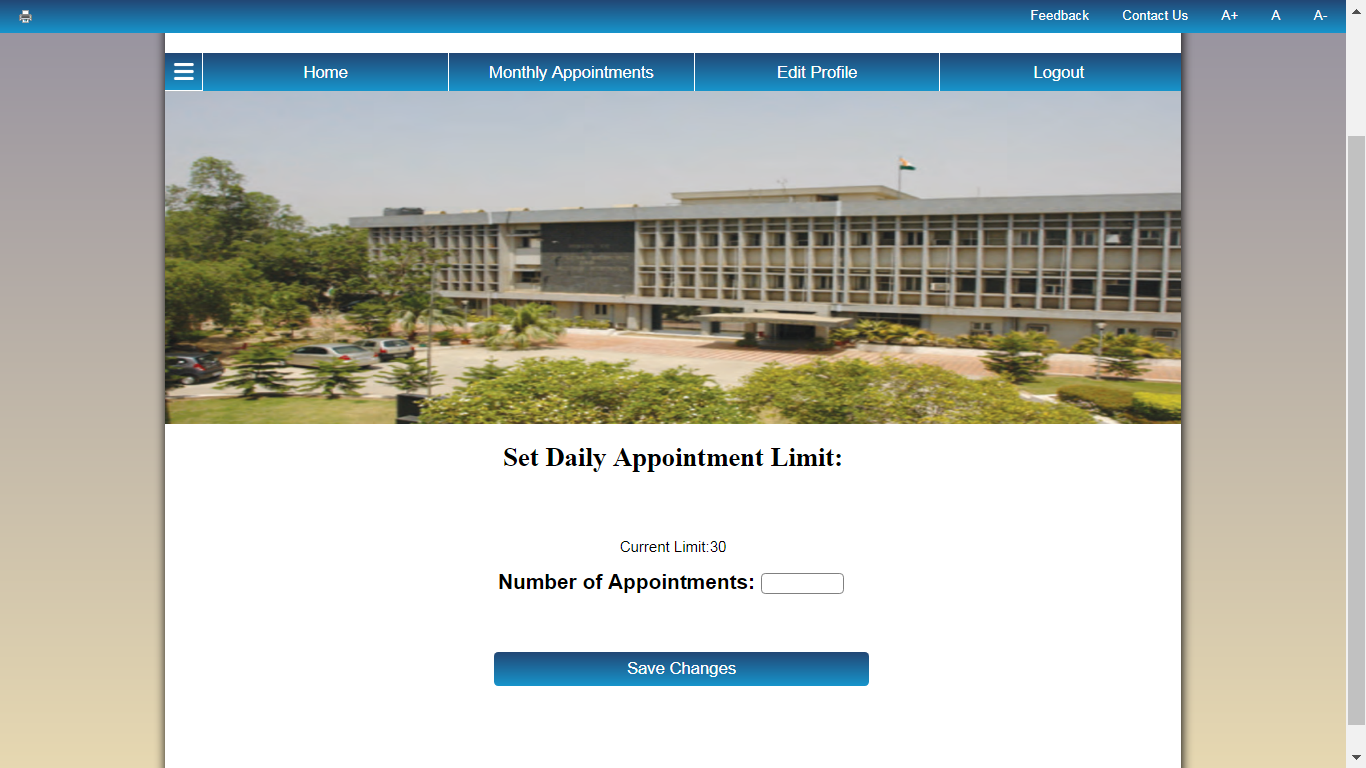 Feedback Contact Us A+ A A-
Home Monthly Appointments Edit Profile Logout
Set Daily Appointment Limit:
Current Limit:30
Number of Appointments:
Save Changes